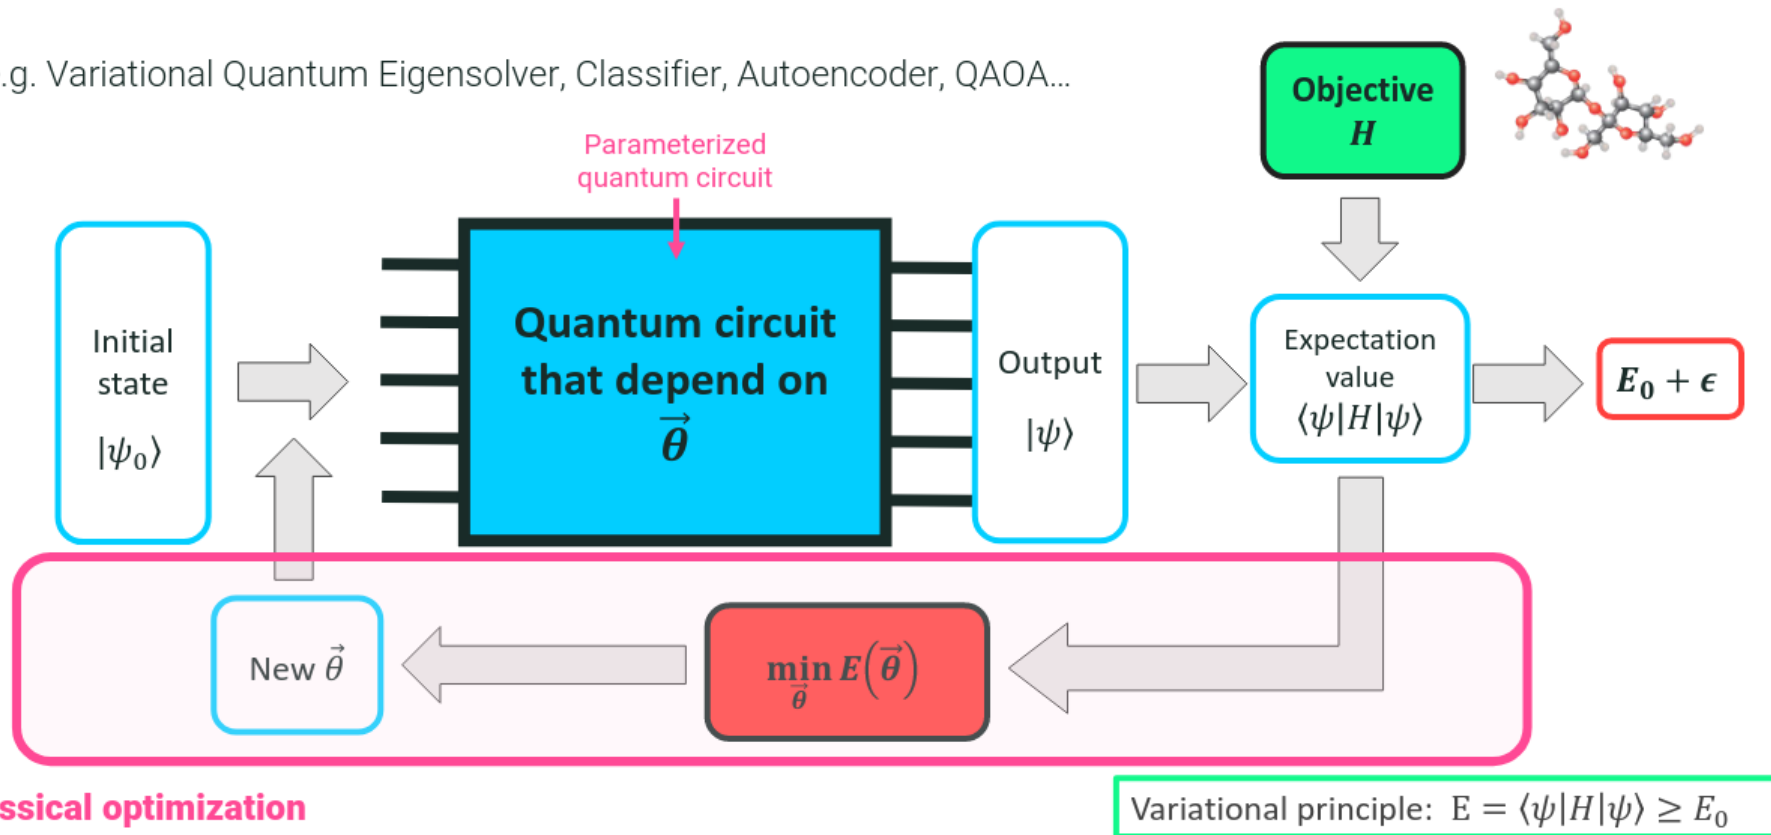 .g. Variational Quantum Eigensolver, Classifier, Autoencoder, QAOA...
Objective
H
Parameterized
quantum circuit
Initial
state
|ψ₀⟩
Quantum circuit
that depend on
θ⃗
Output
|ψ⟩
Expectation
value
⟨ψ|H|ψ⟩
E₀ + ϵ
New θ⃗
min E(θ⃗)
θ⃗
ssical optimization
Variational principle: E = ⟨ψ|H|ψ⟩ ≥ E₀